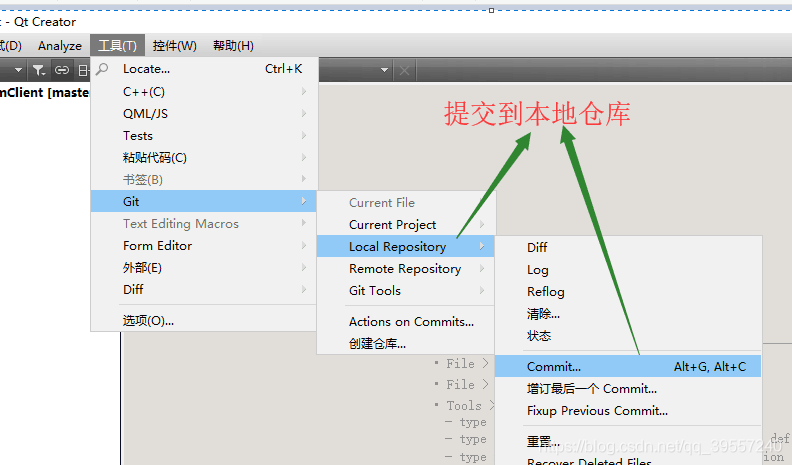 t - Qt Creator
试(D) Analyze 工具(T) 控件(W) 帮助(H)
Locate... Ctrl+K
mClient [maste
C++(C)
QML/JS
Tests
粘贴代码(C)
书签(B)
Git
Text Editing Macros
Form Editor
外部(E)
Diff
选项(O)...
提交到本地仓库
Current File
Current Project
Local Repository
Remote Repository
Git Tools
Actions on Commits...
创建仓库...
Diff
Log
Reflog
清除...
状态
Commit... Alt+G, Alt+C
增订最后一个 Commit...
Fixup Previous Commit...
重置...
Recover Deleted Files
• File >
• File >
• Tools >
– type
– type def
– type ion
https://blog.csdn.net/qq_39557240